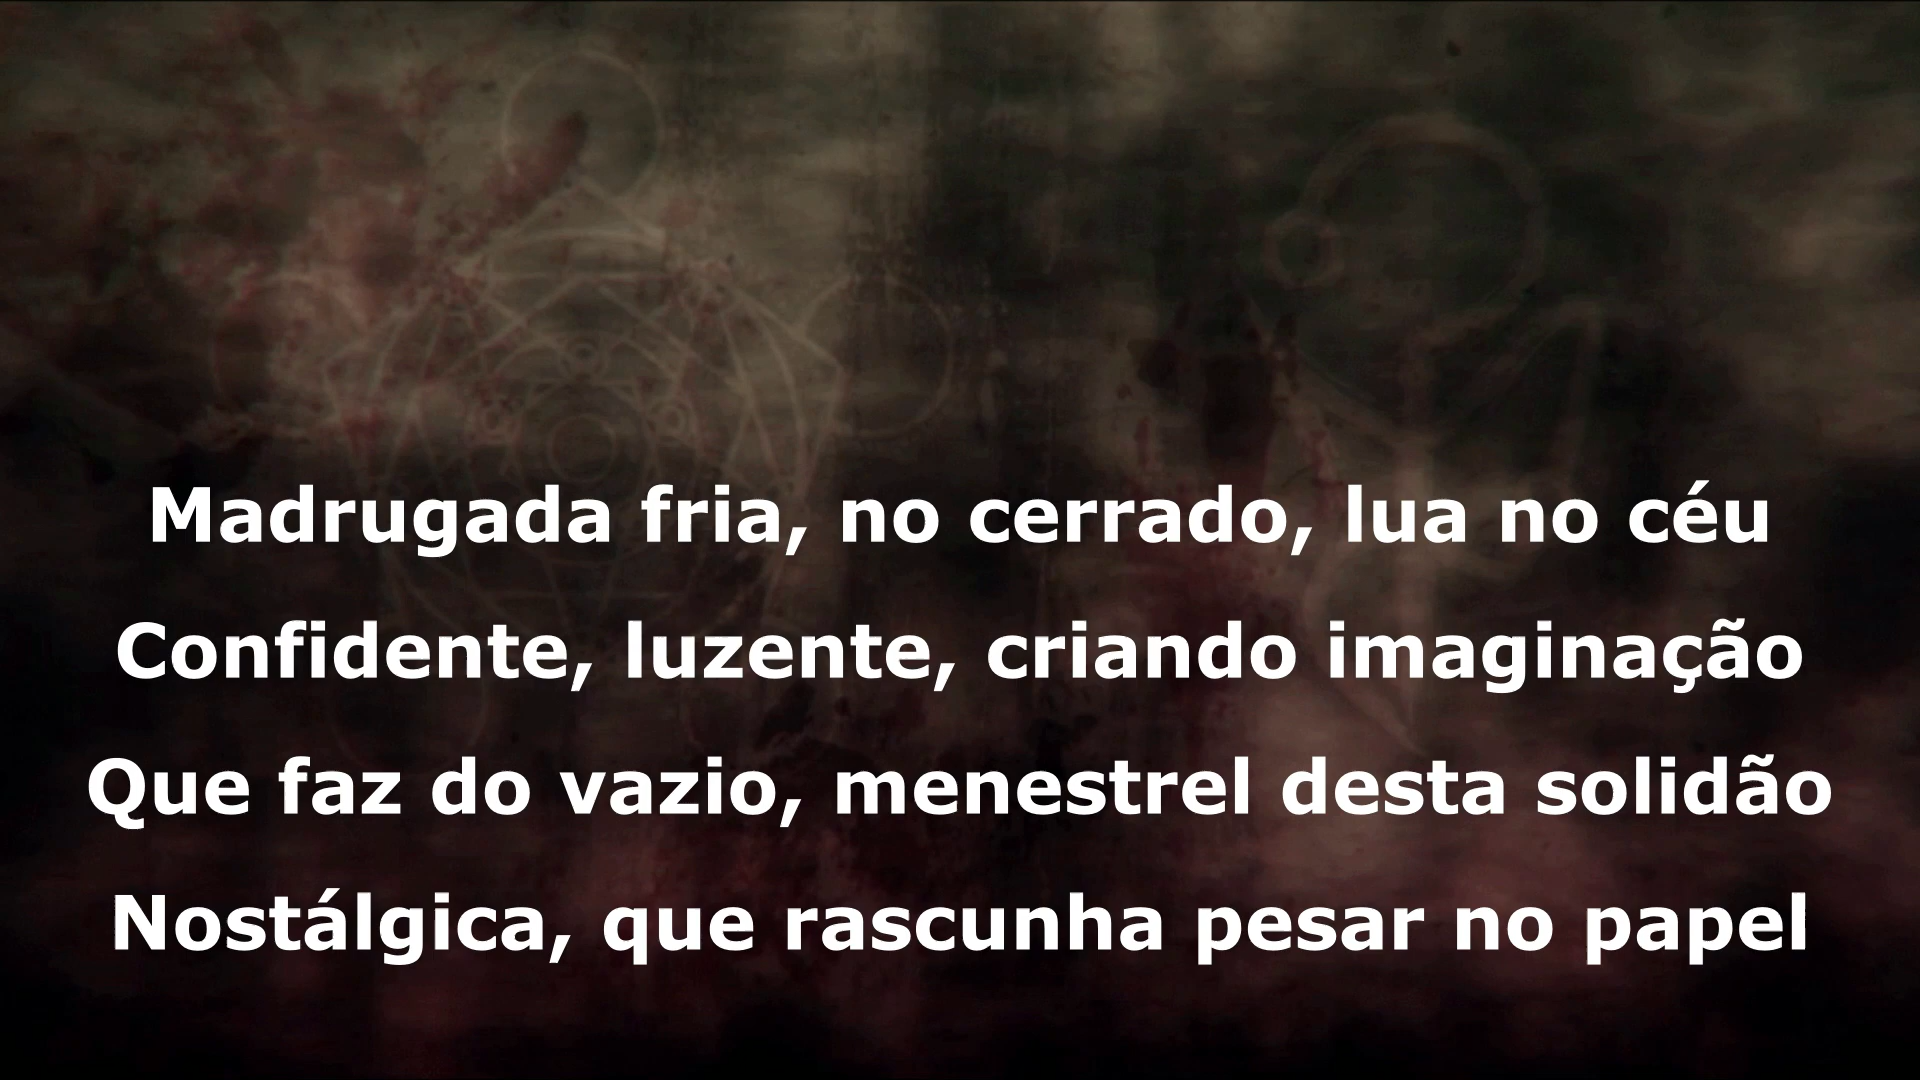 Madrugada fria, no cerrado, lua no céu
Confidente, luzente, criando imaginação
Que faz do vazio, menestrel desta solidão
Nostálgica, que rascunha pesar no papel